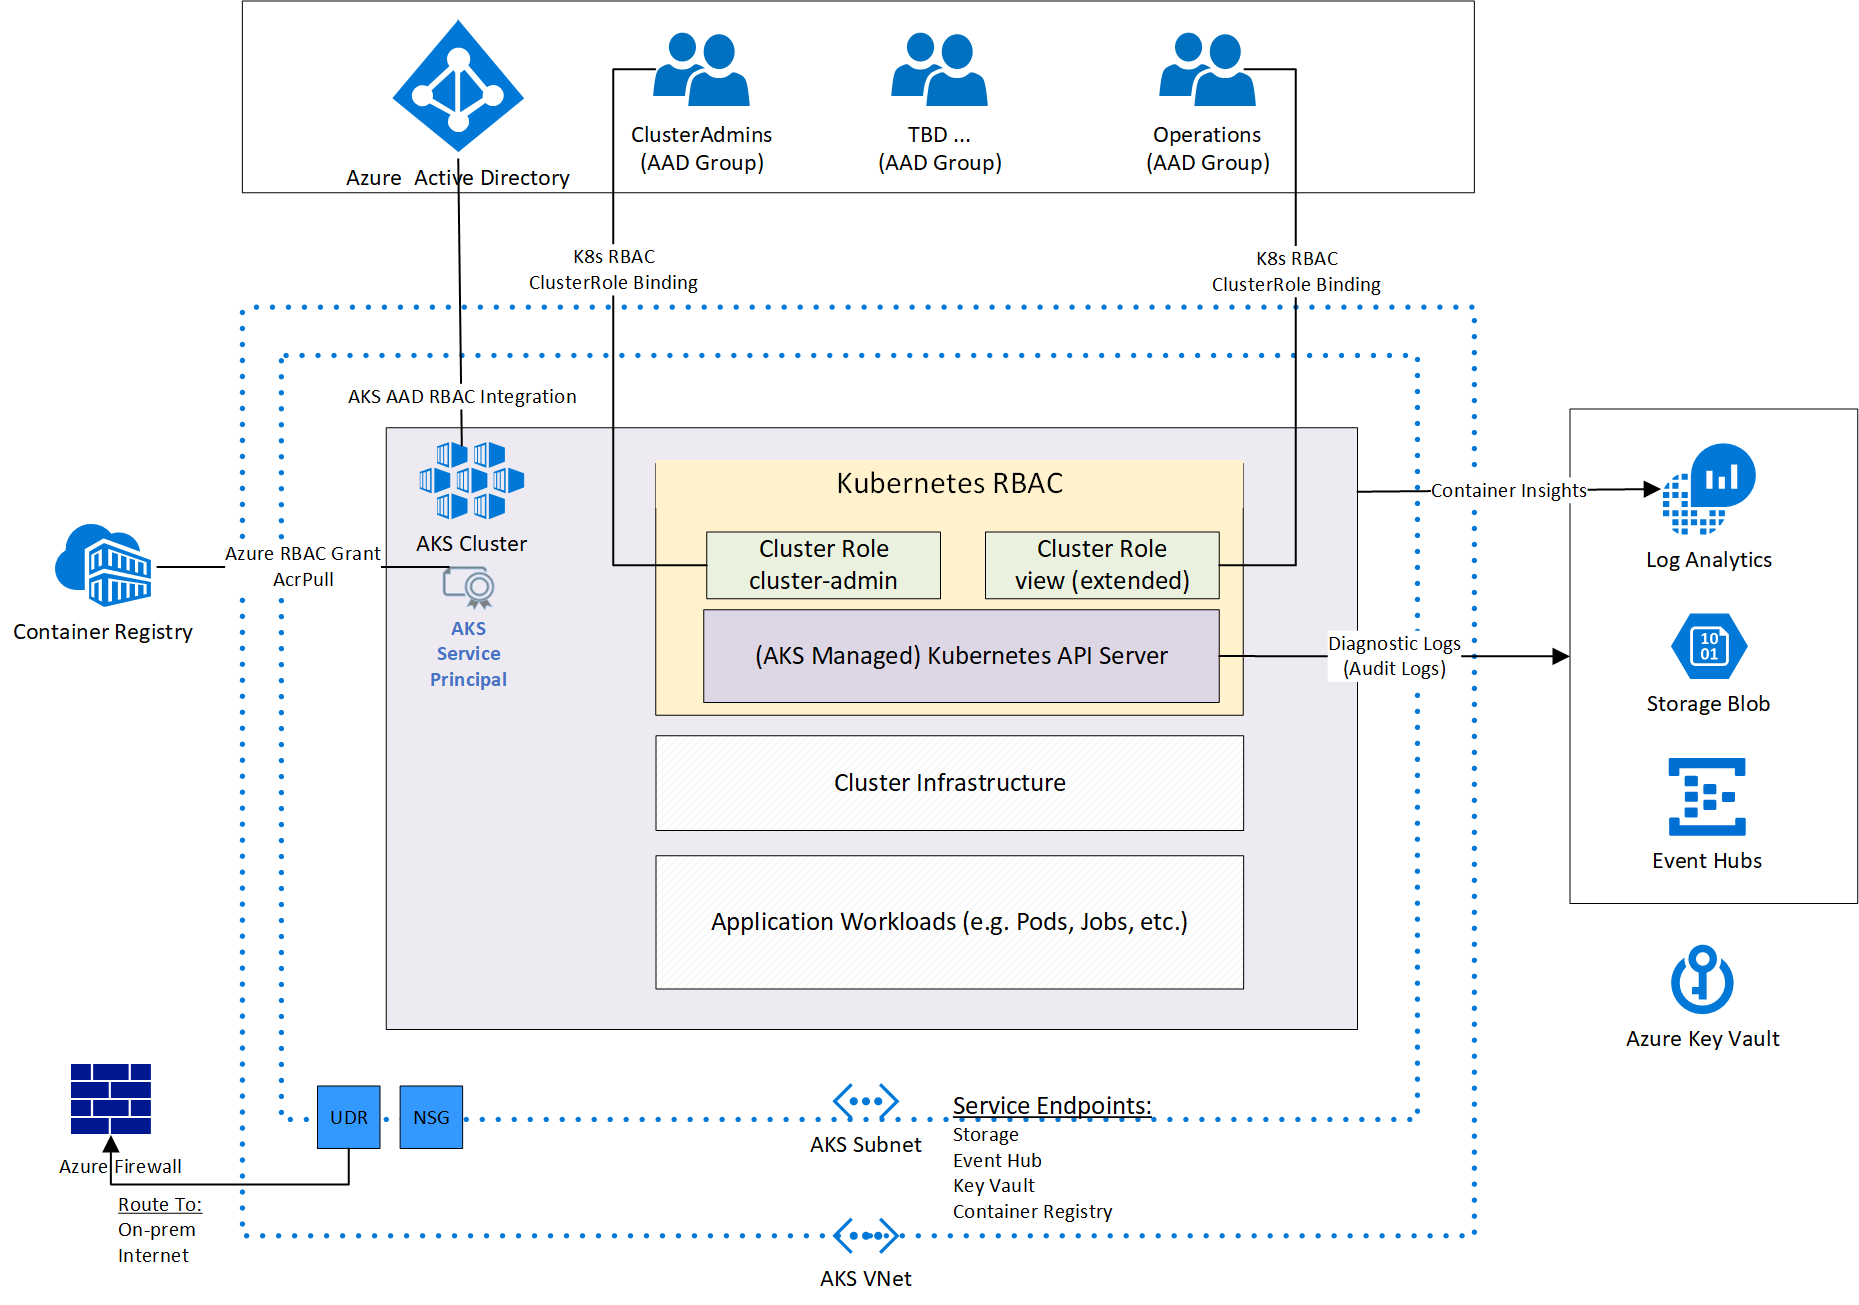 ClusterAdmins
(AAD Group)
TBD ...
(AAD Group)
Operations
(AAD Group)
Azure  Active Directory
K8s RBAC
ClusterRole Binding
K8s RBAC
ClusterRole Binding
AKS AAD RBAC Integration
Kubernetes RBAC
AKS Cluster
Cluster Role
cluster-admin
Cluster Role
view (extended)
Azure RBAC Grant
AcrPull
Container Registry
AKS
Service
Principal
(AKS Managed) Kubernetes API Server
Container Insights
Log Analytics
Diagnostic Logs
(Audit Logs)
10
01
Storage Blob
Cluster Infrastructure
Event Hubs
Application Workloads (e.g. Pods, Jobs, etc.)
Azure Key Vault
UDR
NSG
Azure Firewall
Route To:
On-prem
Internet
AKS Subnet
Service Endpoints:
Storage
Event Hub
Key Vault
Container Registry
AKS VNet